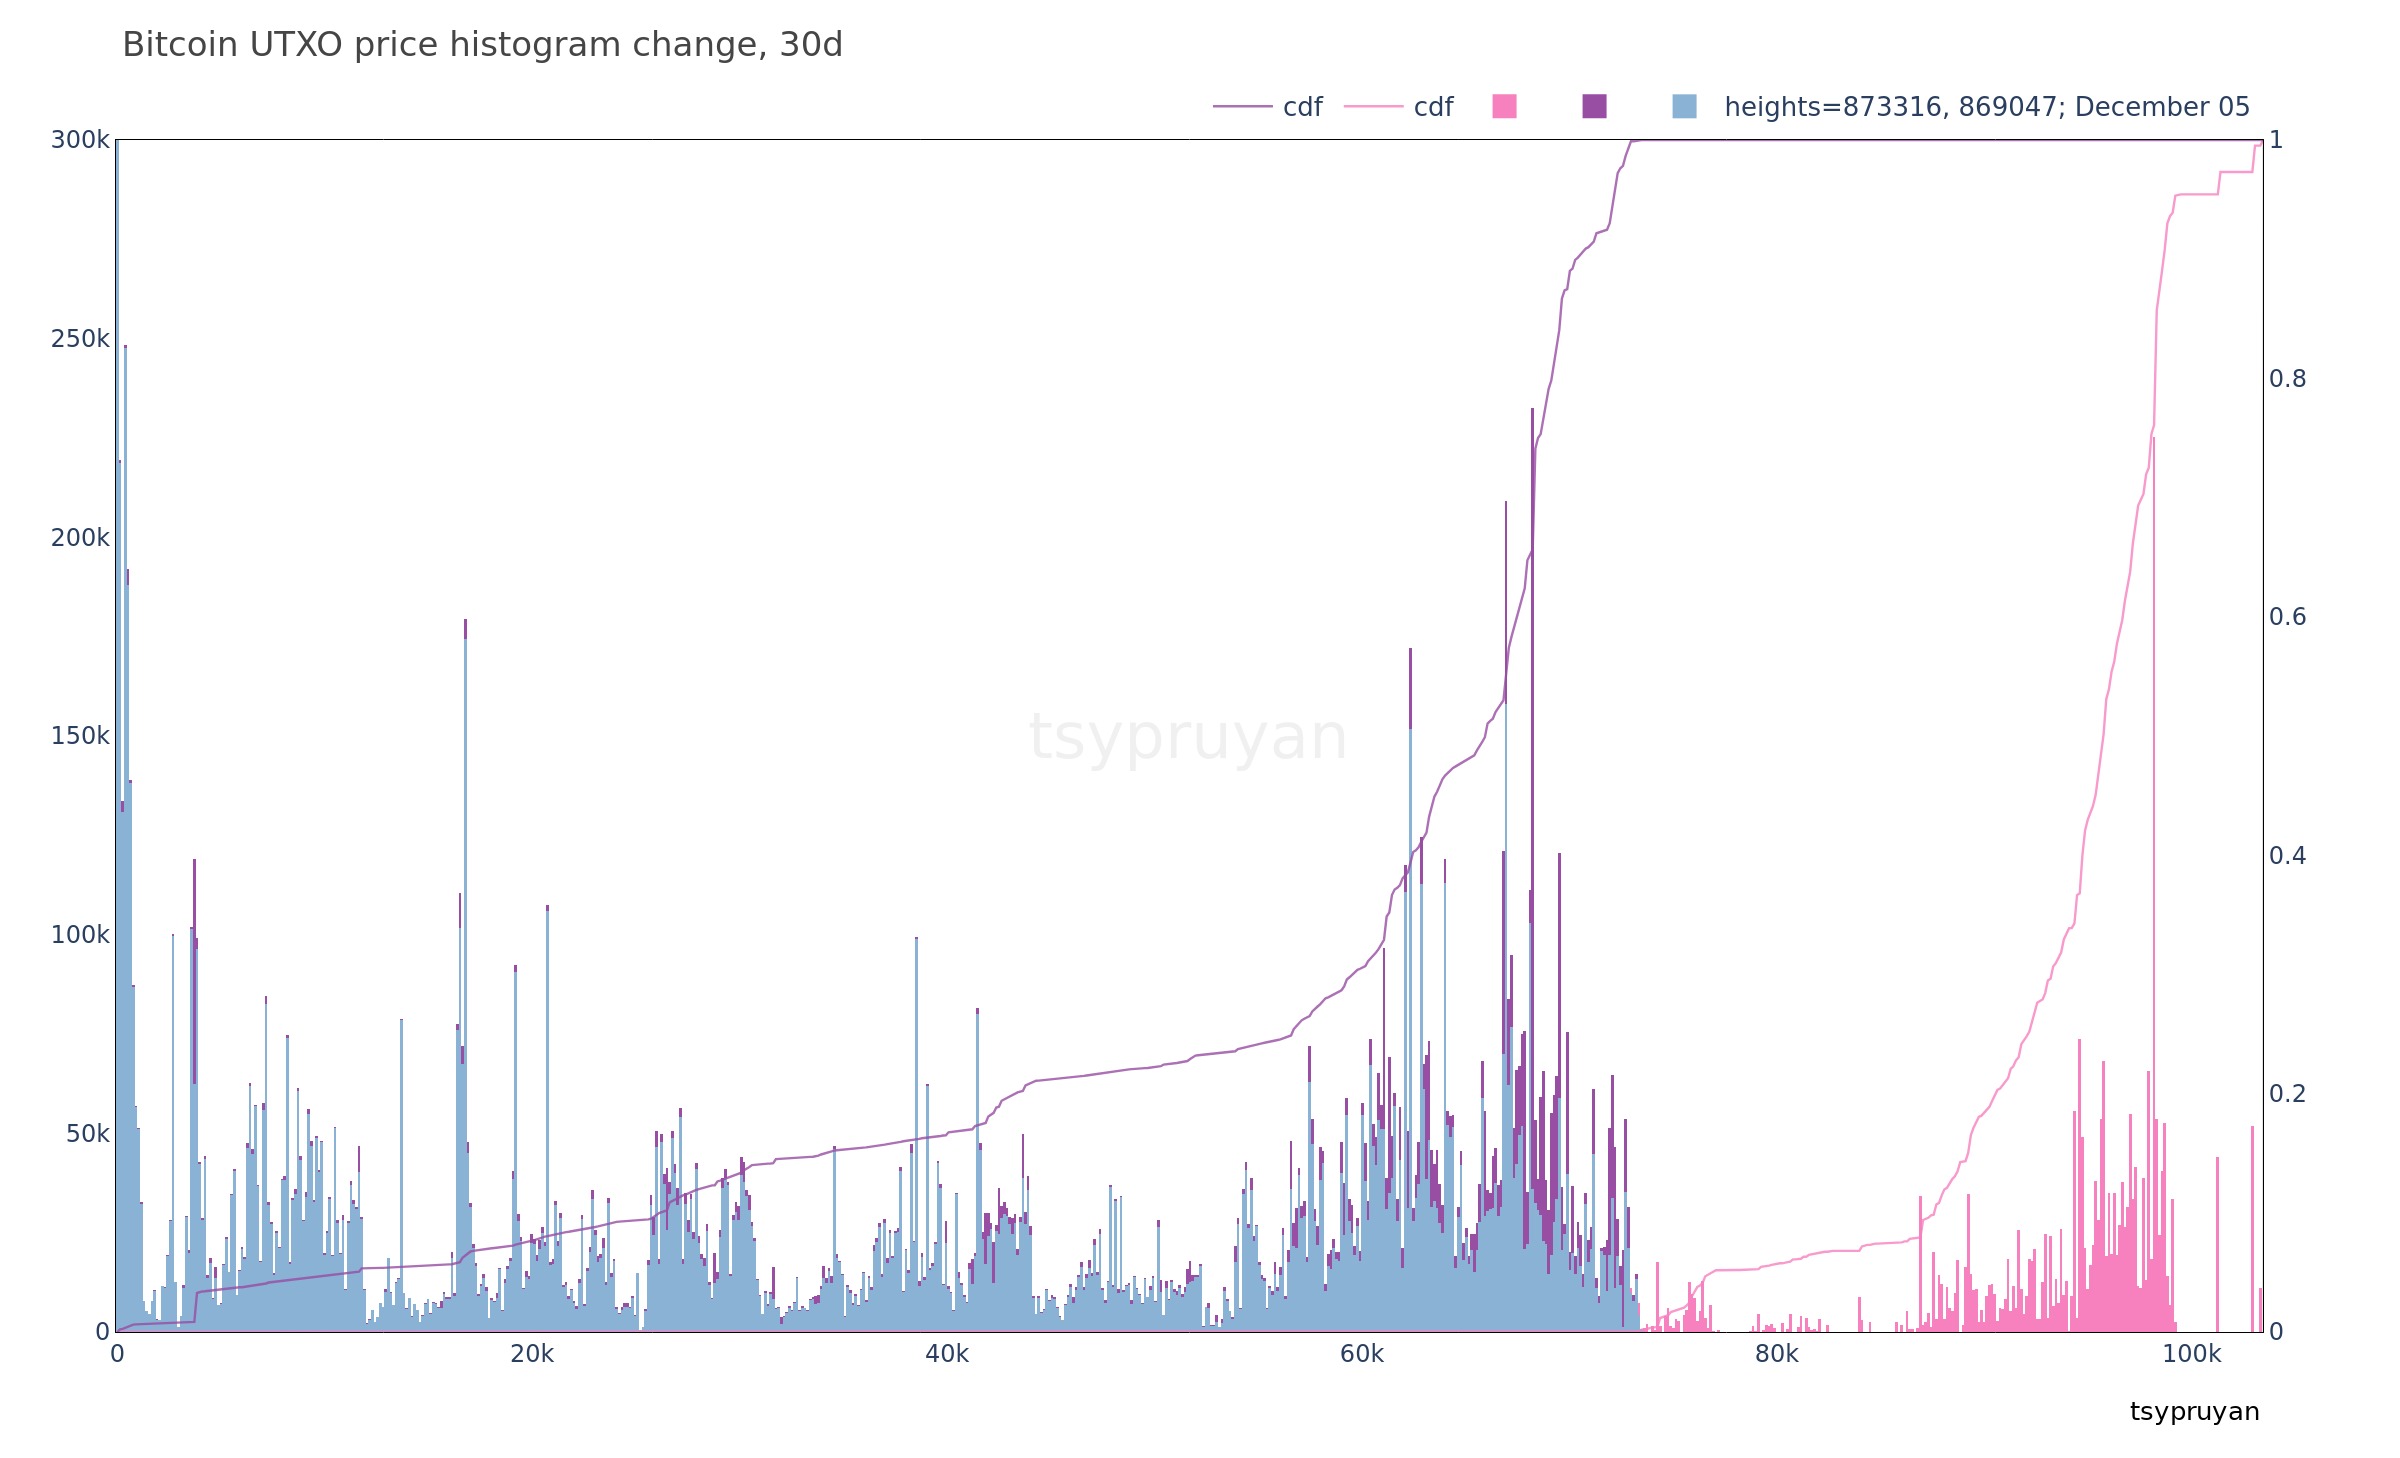 Bitcoin UTXO price histogram change, 30d
cdf cdf heights=873316, 869047; December 05
300k 1
250k
0.8
200k
0.6
150k
tsypruyan
0.4
100k
0.2
50k
0 0
0 20k 40k 60k 80k 100k
tsypruyan